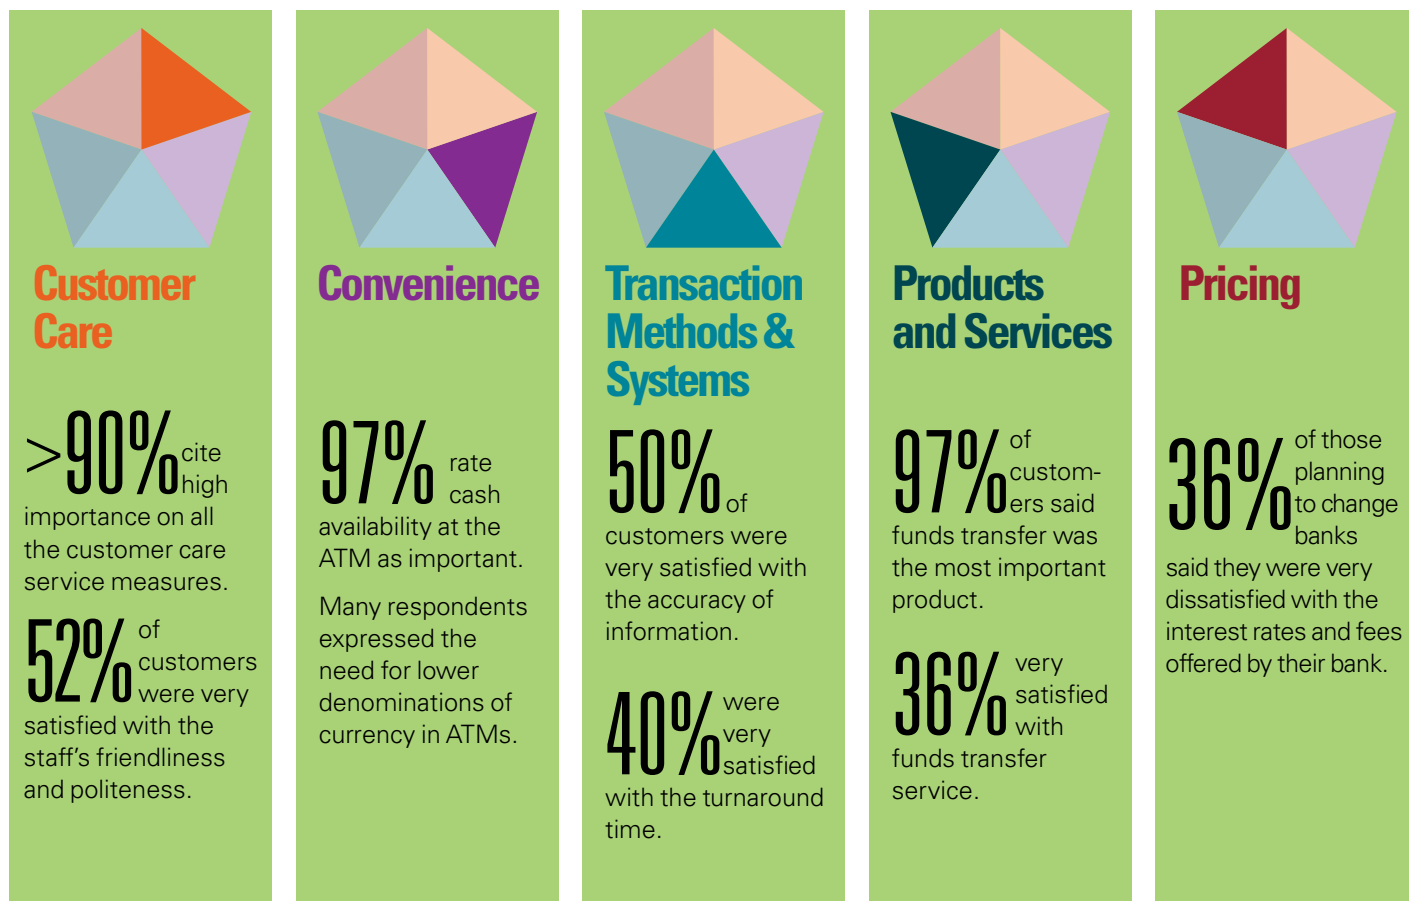 Customer
Care
>90% cite
high
importance on all
the customer care
service measures.
52% of
customers
were very
satisfied with the
staff's friendliness
and politeness.
Convenience
97% rate
cash
availability at the
ATM as important.
Many respondents
expressed the
need for lower
denominations of
currency in ATMs.
Transaction
Methods &
Systems
50% of
customers were
very satisfied with
the accuracy of
information.
40% were
very
satisfied
with the turnaround
time.
Products
and Services
97% of
custom-
ers said
funds transfer was
the most important
product.
36% very
satisfied
with
funds transfer
service.
Pricing
36% of those
planning
to change
banks
said they were very
dissatisfied with the
interest rates and fees
offered by their bank.